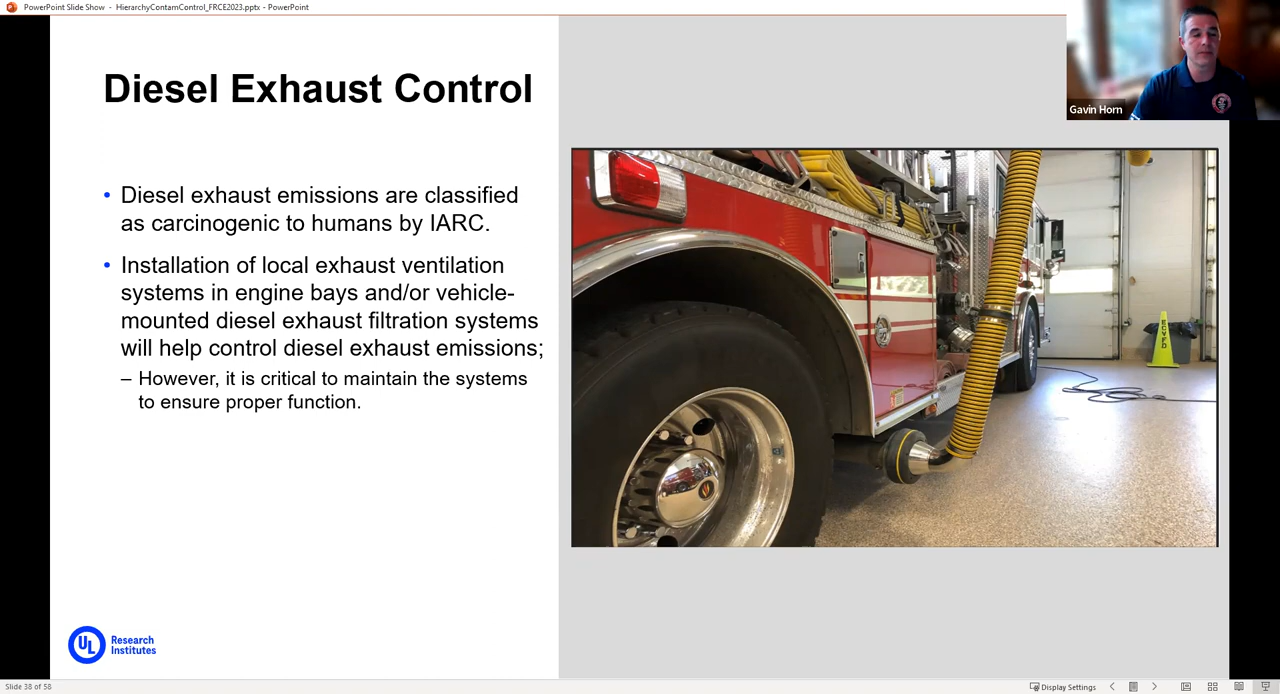 PowerPoint Slide Show - HierarchyContamControl_FRCE2023.pptx - PowerPoint
Gavin Horn
Diesel Exhaust Control
• Diesel exhaust emissions are classified
as carcinogenic to humans by IARC.
• Installation of local exhaust ventilation
systems in engine bays and/or vehicle-
mounted diesel exhaust filtration systems
will help control diesel exhaust emissions;
– However, it is critical to maintain the systems
to ensure proper function.
UL
Research
Institutes
Slide 38 of 58
Display Settings